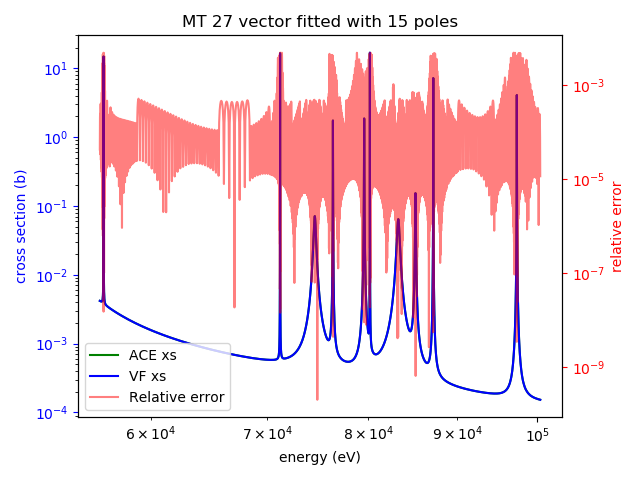 MT 27 vector fitted with 15 poles
cross section (b)
10¹
10⁰
10⁻¹
10⁻²
10⁻³
10⁻⁴
10⁻³
10⁻⁵
10⁻⁷
10⁻⁹
relative error
ACE xs
VF xs
Relative error
6 × 10⁴
7 × 10⁴
8 × 10⁴
9 × 10⁴
10⁵
energy (eV)